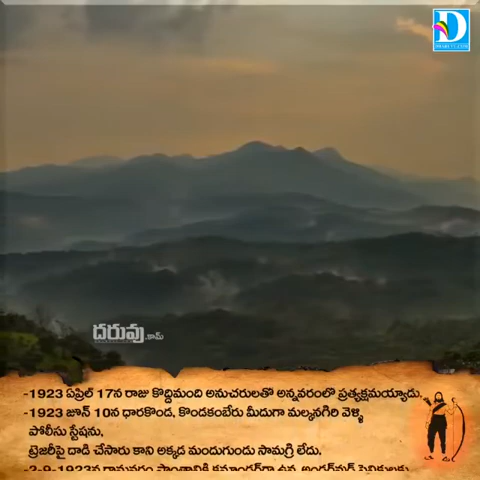 D
దరువు.కామ్
-1923 ఏప్రిల్ 17న రాజు కొద్దిమంది అనుచరులతో అన్నవరంలో ప్రత్యక్షమయ్యాడు.
-1923 జూన్ 10న ధారకొండ, కొండకంబేరు మీదుగా మల్కనగిరి వెళ్ళి
పోలీసు స్టేషను,
ట్రెజరీపై దాడి చేసారు కాని అక్కడ మందుగుండు సామగ్రి లేదు.